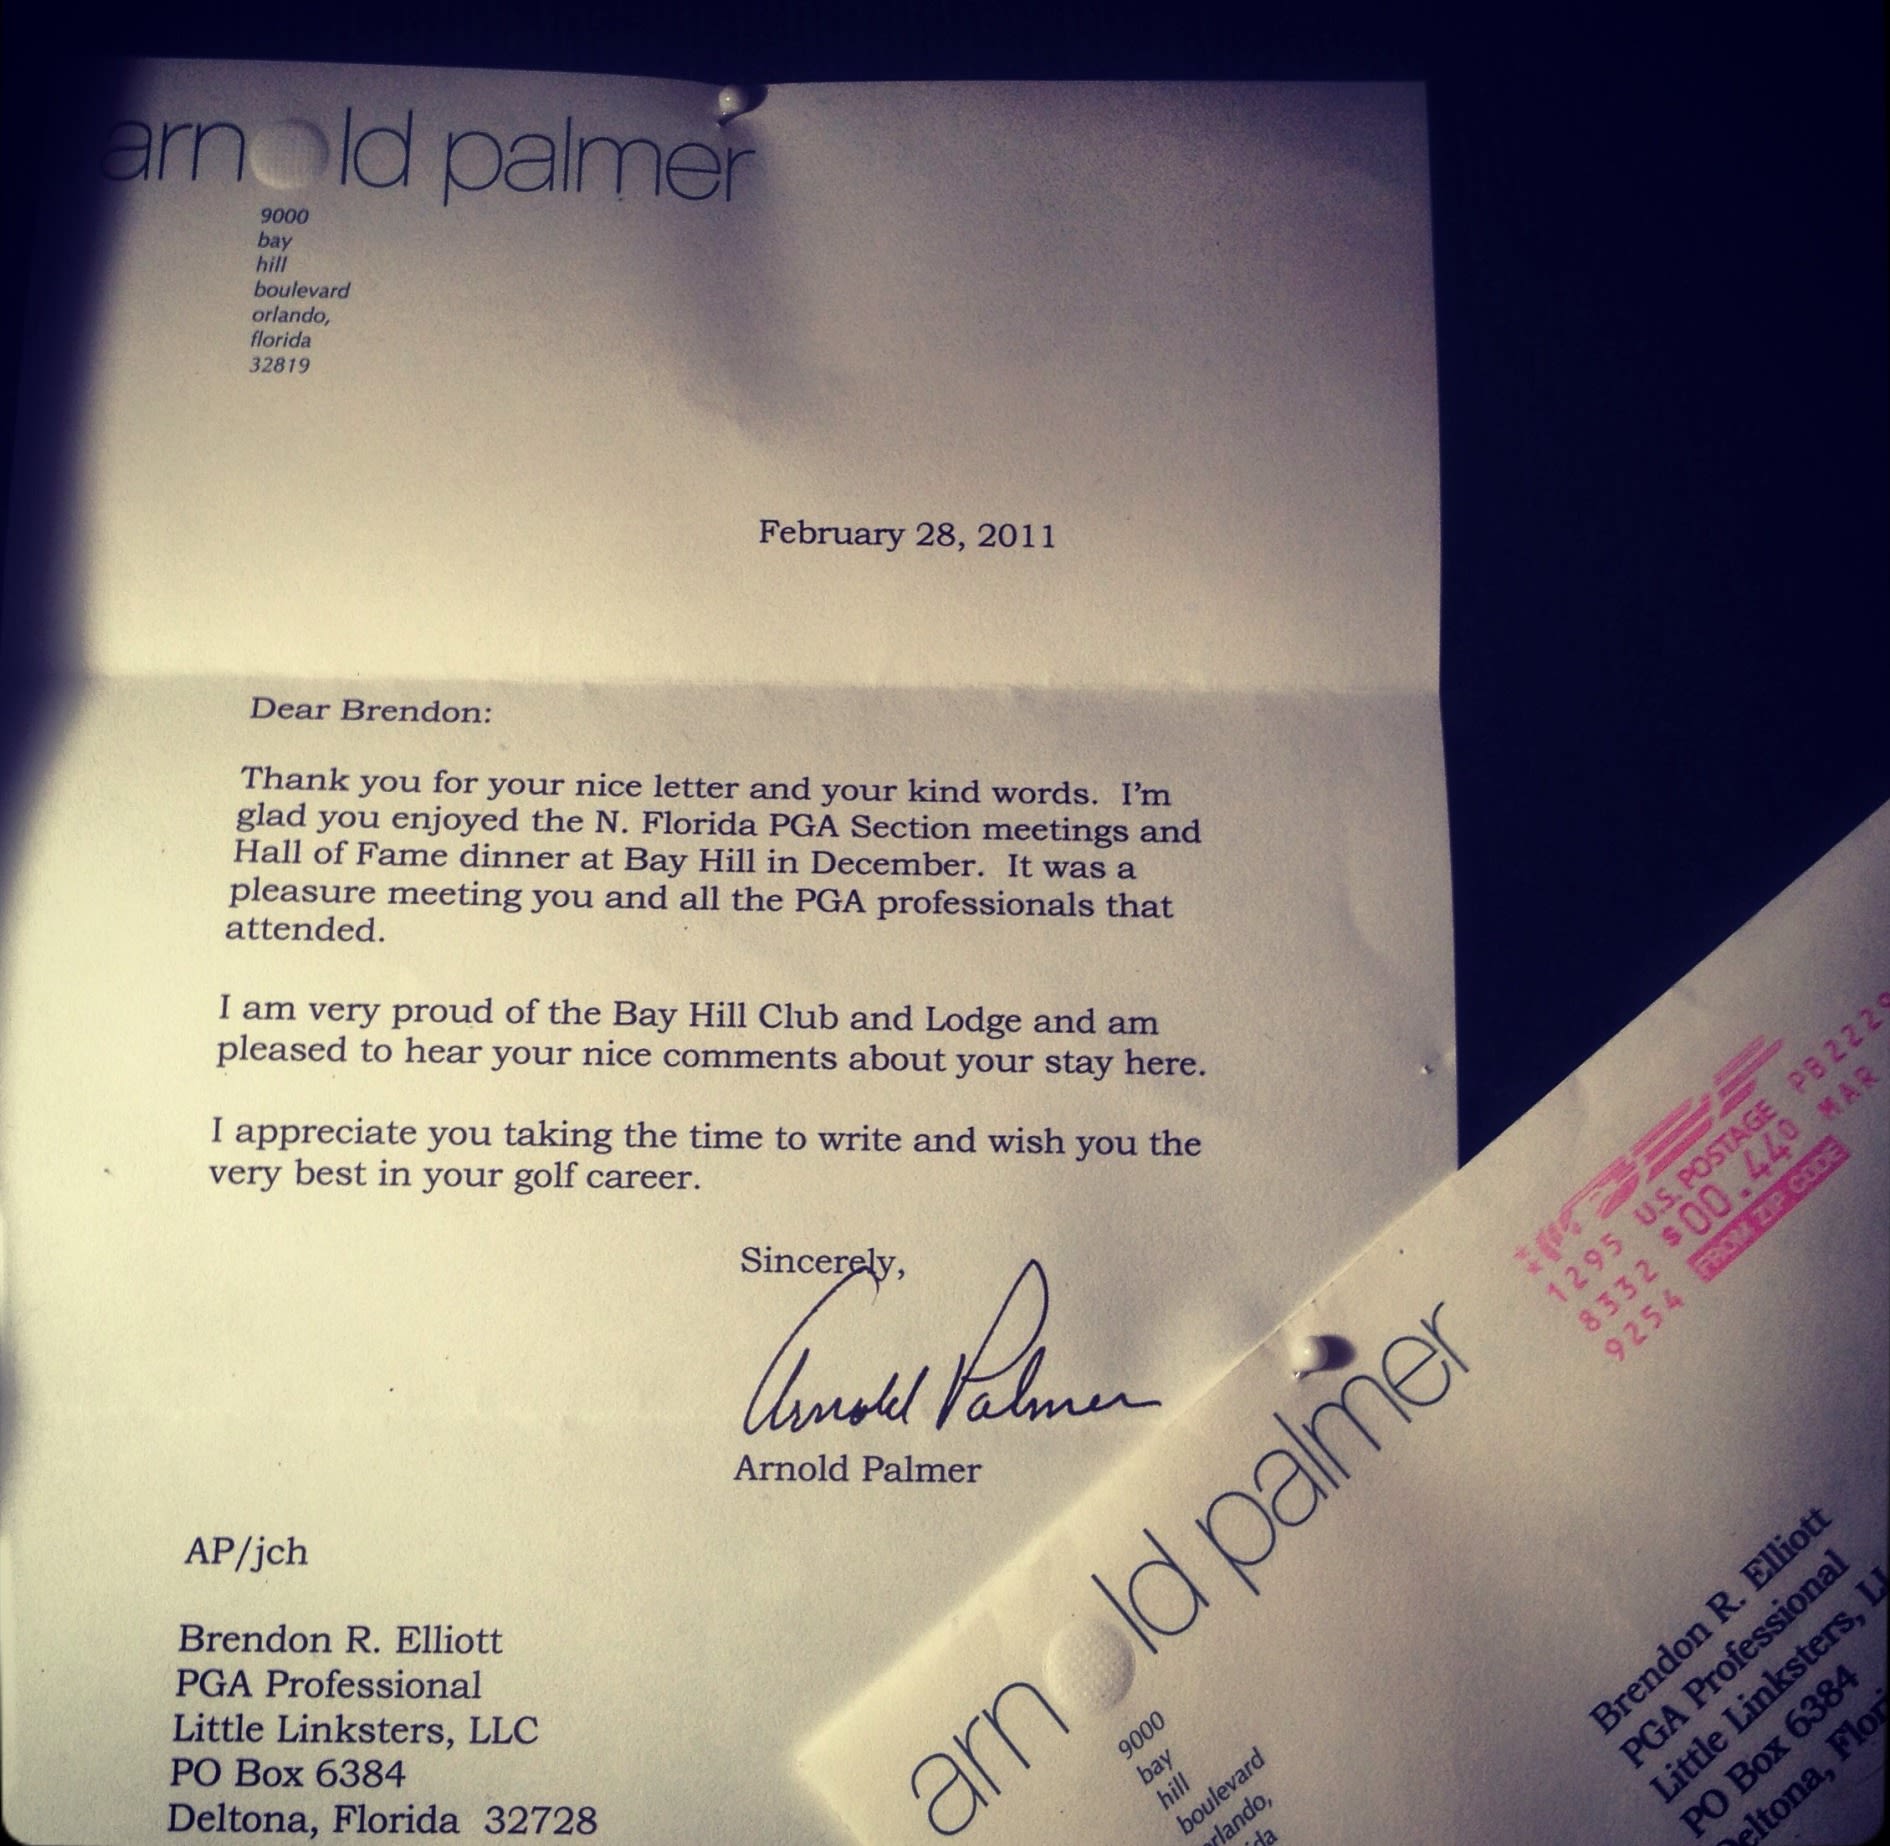 arnold palmer
9000
bay
hill
boulevard
orlando,
florida
32819
February 28, 2011
Dear Brendon:
Thank you for your nice letter and your kind words. I'm
glad you enjoyed the N. Florida PGA Section meetings and
Hall of Fame dinner at Bay Hill in December. It was a
pleasure meeting you and all the PGA professionals that
attended.
I am very proud of the Bay Hill Club and Lodge and am
pleased to hear your nice comments about your stay here.
I appreciate you taking the time to write and wish you the
very best in your golf career.
Sincerely,
Arnold Palmer
Arnold Palmer
AP/jch
Brendon R. Elliott
PGA Professional
Little Linksters, LLC
PO Box 6384
Deltona, Florida 32728
arnold palmer
9000
bay
hill
boulevard
orlando,
1295 U.S. POSTAGE PB2229
8332 $00.440 MAR
9254 FROM ZIP CODE
Brendon R. Elliott
PGA Professional
Little Linksters,
PO Box 6384